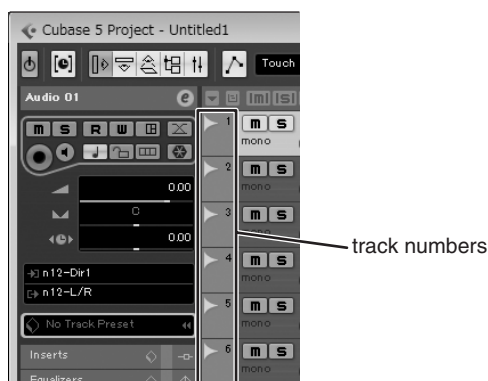 Cubase 5 Project - Untitled1
Touch
Audio 01
e
m S R W
0.00
C
0.00
n12-Dir1
n12-L/R
No Track Preset
Inserts
Equalizers
[m] [S]
1 m S
mono
2 m S
mono
3 m S
mono
4 m S
mono
5 m S
mono
6 m S
mono
track numbers